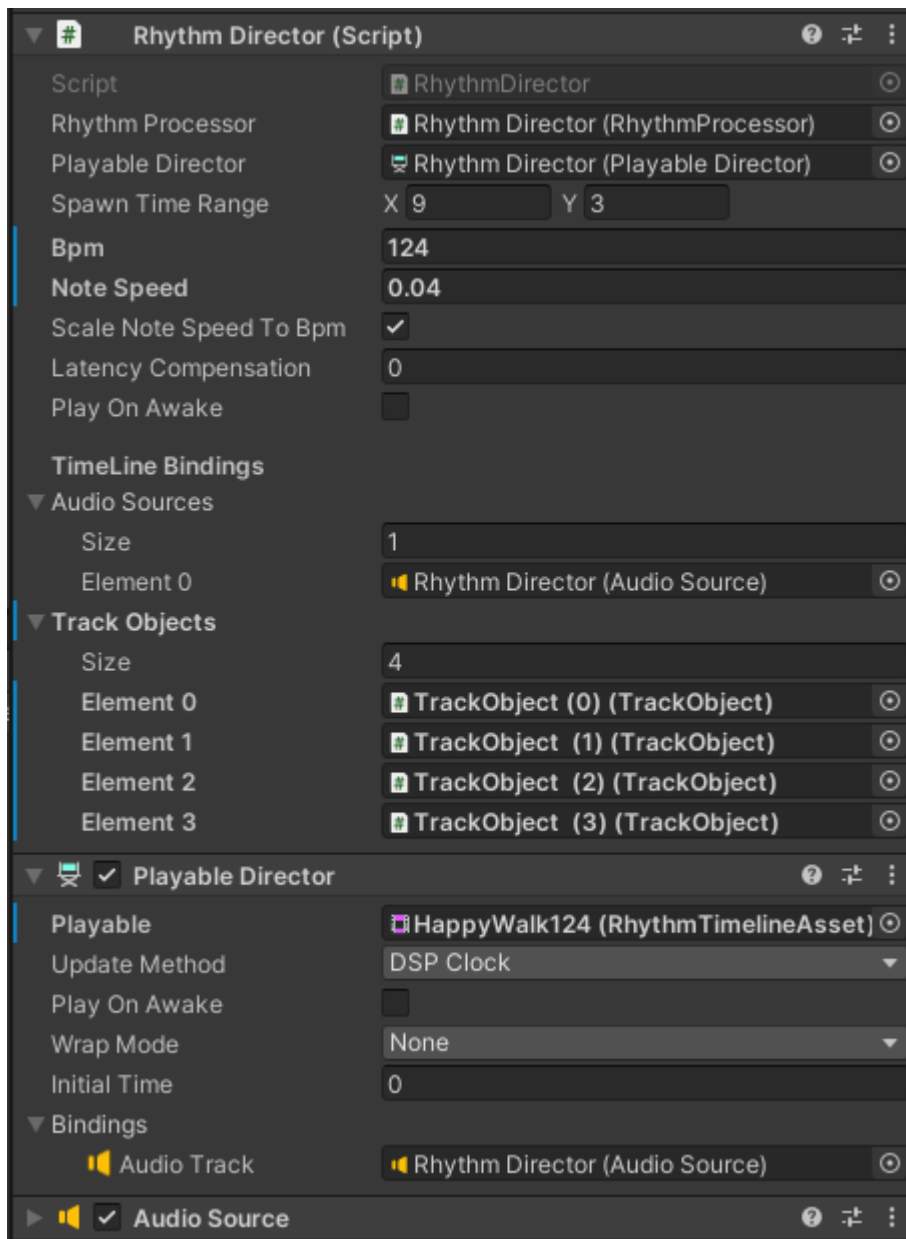 Rhythm Director (Script)
Script RhythmDirector
Rhythm Processor Rhythm Director (RhythmProcessor)
Playable Director Rhythm Director (Playable Director)
Spawn Time Range X 9 Y 3
Bpm 124
Note Speed 0.04
Scale Note Speed To Bpm
Latency Compensation 0
Play On Awake
TimeLine Bindings
Audio Sources
Size 1
Element 0 Rhythm Director (Audio Source)
Track Objects
Size 4
Element 0 TrackObject (0) (TrackObject)
Element 1 TrackObject (1) (TrackObject)
Element 2 TrackObject (2) (TrackObject)
Element 3 TrackObject (3) (TrackObject)
Playable Director
Playable HappyWalk124 (RhythmTimelineAsset)
Update Method DSP Clock
Play On Awake
Wrap Mode None
Initial Time 0
Bindings
Audio Track Rhythm Director (Audio Source)
Audio Source